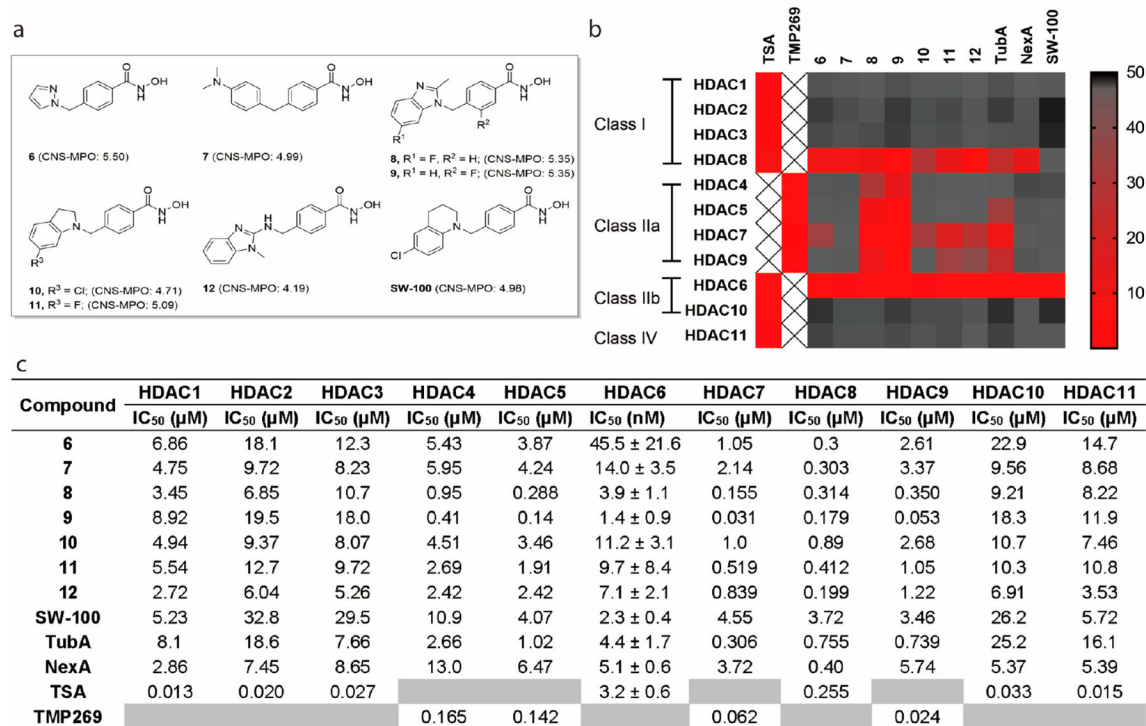 a
N
N
O
N
H
OH
6 (CNS-MPO: 5.50)
N
O
N
H
OH
7 (CNS-MPO: 4.99)
N
N
R¹
R²
O
N
H
OH
8, R¹ = F, R² = H; (CNS-MPO: 5.35)
9, R¹ = H, R² = F; (CNS-MPO: 5.35)
N
R³
O
N
H
OH
10, R³ = Cl; (CNS-MPO: 4.71)
11, R³ = F; (CNS-MPO: 5.09)
N
N
H
N
O
N
H
OH
12 (CNS-MPO: 4.19)
Cl
N
O
N
H
OH
SW-100 (CNS-MPO: 4.98)
b
TSA TMP269 6 7 8 9 10 11 12 TubA NexA SW-100
Class I
HDAC1
HDAC2
HDAC3
HDAC8
Class IIa
HDAC4
HDAC5
HDAC7
HDAC9
Class IIb
HDAC6
HDAC10
Class IV
HDAC11
50
40
30
20
10
c
Compound HDAC1 HDAC2 HDAC3 HDAC4 HDAC5 HDAC6 HDAC7 HDAC8 HDAC9 HDAC10 HDAC11
IC₅₀ (µM) IC₅₀ (µM) IC₅₀ (µM) IC₅₀ (µM) IC₅₀ (µM) IC₅₀ (nM) IC₅₀ (µM) IC₅₀ (µM) IC₅₀ (µM) IC₅₀ (µM) IC₅₀ (µM)
6 6.86 18.1 12.3 5.43 3.87 45.5 ± 21.6 1.05 0.3 2.61 22.9 14.7
7 4.75 9.72 8.23 5.95 4.24 14.0 ± 3.5 2.14 0.303 3.37 9.56 8.68
8 3.45 6.85 10.7 0.95 0.288 3.9 ± 1.1 0.155 0.314 0.350 9.21 8.22
9 8.92 19.5 18.0 0.41 0.14 1.4 ± 0.9 0.031 0.179 0.053 18.3 11.9
10 4.94 9.37 8.07 4.51 3.46 11.2 ± 3.1 1.0 0.89 2.68 10.7 7.46
11 5.54 12.7 9.72 2.69 1.91 9.7 ± 8.4 0.519 0.412 1.05 10.3 10.8
12 2.72 6.04 5.26 2.42 2.42 7.1 ± 2.1 0.839 0.199 1.22 6.91 3.53
SW-100 5.23 32.8 29.5 10.9 4.07 2.3 ± 0.4 4.55 3.72 3.46 26.2 5.72
TubA 8.1 18.6 7.66 2.66 1.02 4.4 ± 1.7 0.306 0.755 0.739 25.2 16.1
NexA 2.86 7.45 8.65 13.0 6.47 5.1 ± 0.6 3.72 0.40 5.74 5.37 5.39
TSA 0.013 0.020 0.027 3.2 ± 0.6 0.255 0.033 0.015
TMP269 0.165 0.142 0.062 0.024